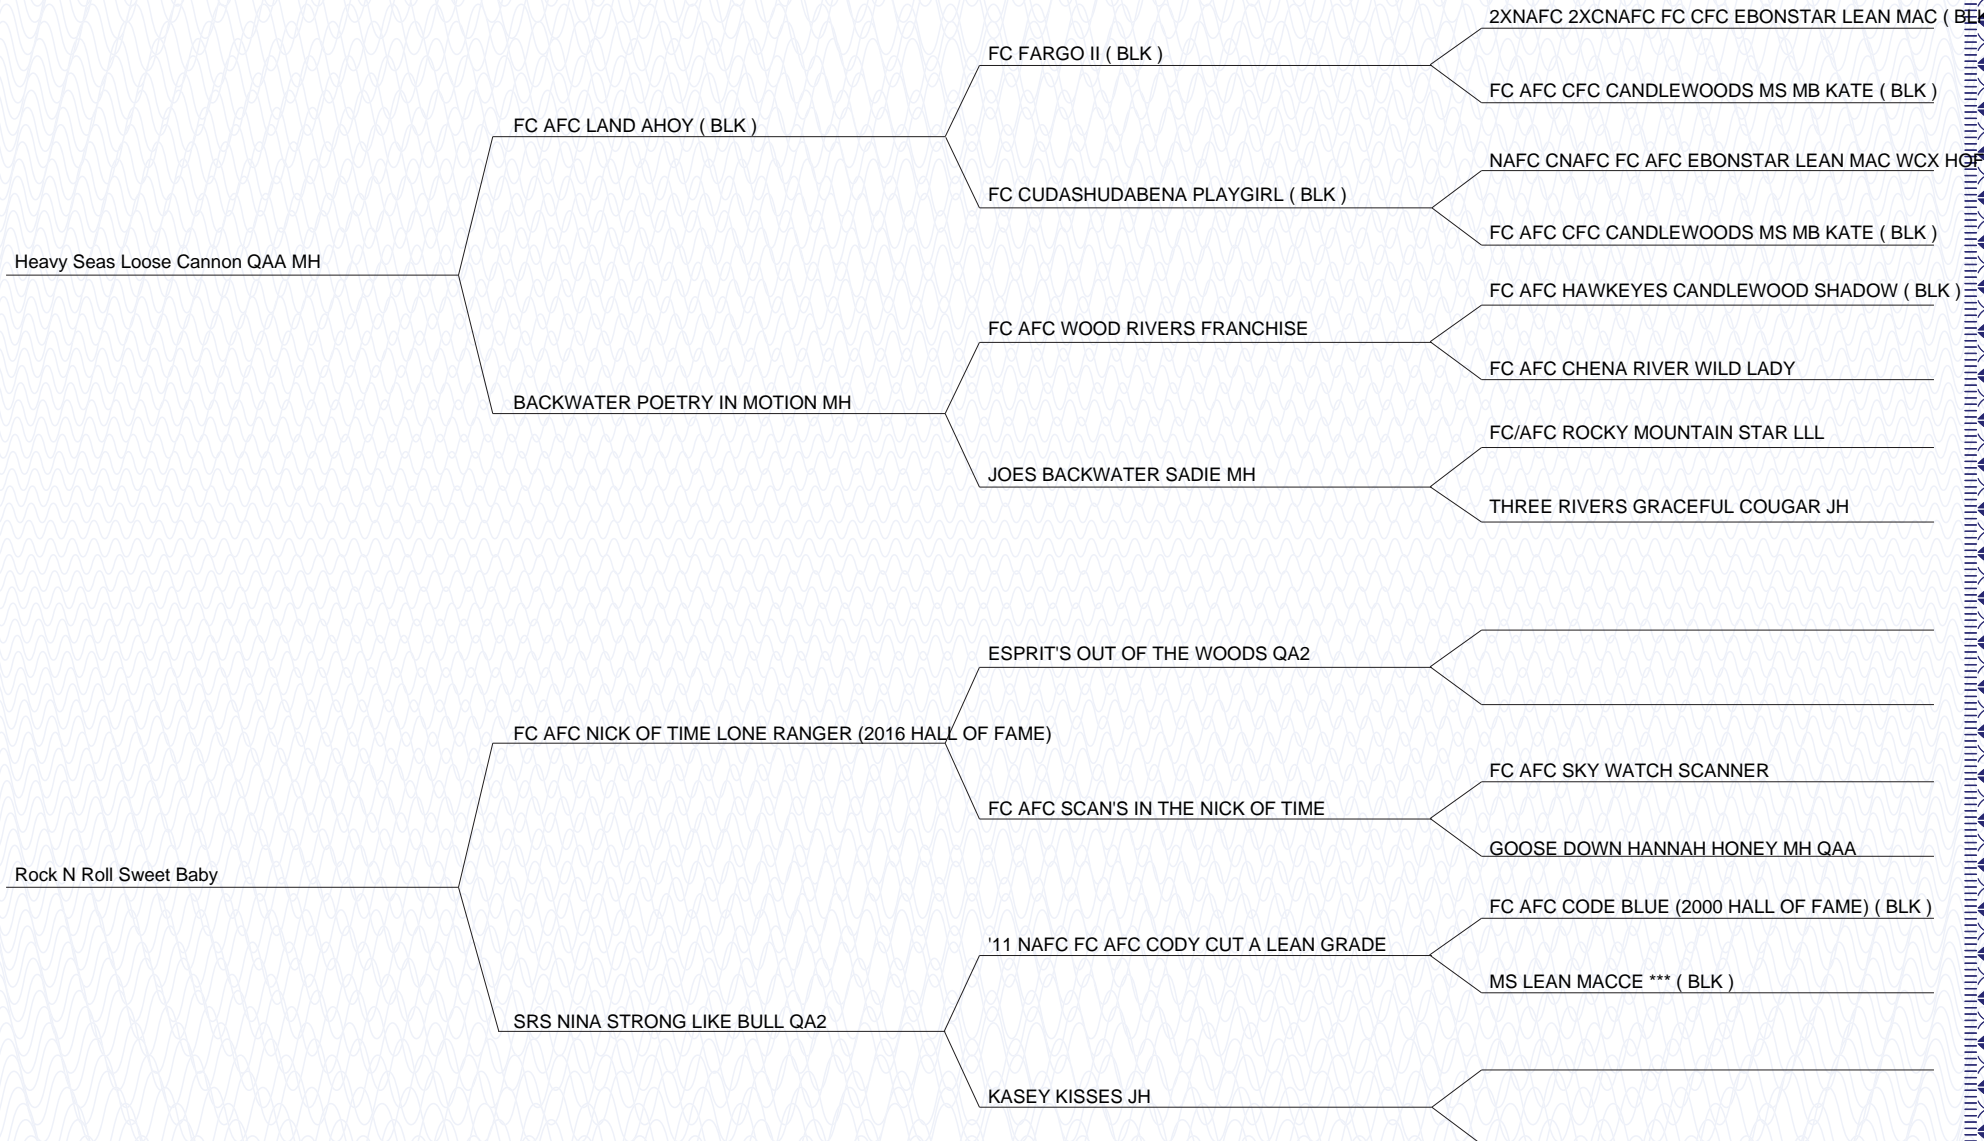 2XNAFC 2XCNAFC FC CFC EBONSTAR LEAN MAC ( BLK
FC FARGO II ( BLK )
FC AFC CFC CANDLEWOODS MS MB KATE ( BLK )
FC AFC LAND AHOY ( BLK )
NAFC CNAFC FC AFC EBONSTAR LEAN MAC WCX HOF
FC CUDASHUDABENA PLAYGIRL ( BLK )
FC AFC CFC CANDLEWOODS MS MB KATE ( BLK )
Heavy Seas Loose Cannon QAA MH
FC AFC HAWKEYES CANDLEWOOD SHADOW ( BLK )
FC AFC WOOD RIVERS FRANCHISE
FC AFC CHENA RIVER WILD LADY
BACKWATER POETRY IN MOTION MH
FC/AFC ROCKY MOUNTAIN STAR LLL
JOES BACKWATER SADIE MH
THREE RIVERS GRACEFUL COUGAR JH
ESPRIT'S OUT OF THE WOODS QA2
FC AFC NICK OF TIME LONE RANGER (2016 HALL OF FAME)
FC AFC SKY WATCH SCANNER
FC AFC SCAN'S IN THE NICK OF TIME
GOOSE DOWN HANNAH HONEY MH QAA
Rock N Roll Sweet Baby
FC AFC CODE BLUE (2000 HALL OF FAME) ( BLK )
'11 NAFC FC AFC CODY CUT A LEAN GRADE
MS LEAN MACCE *** ( BLK )
SRS NINA STRONG LIKE BULL QA2
KASEY KISSES JH